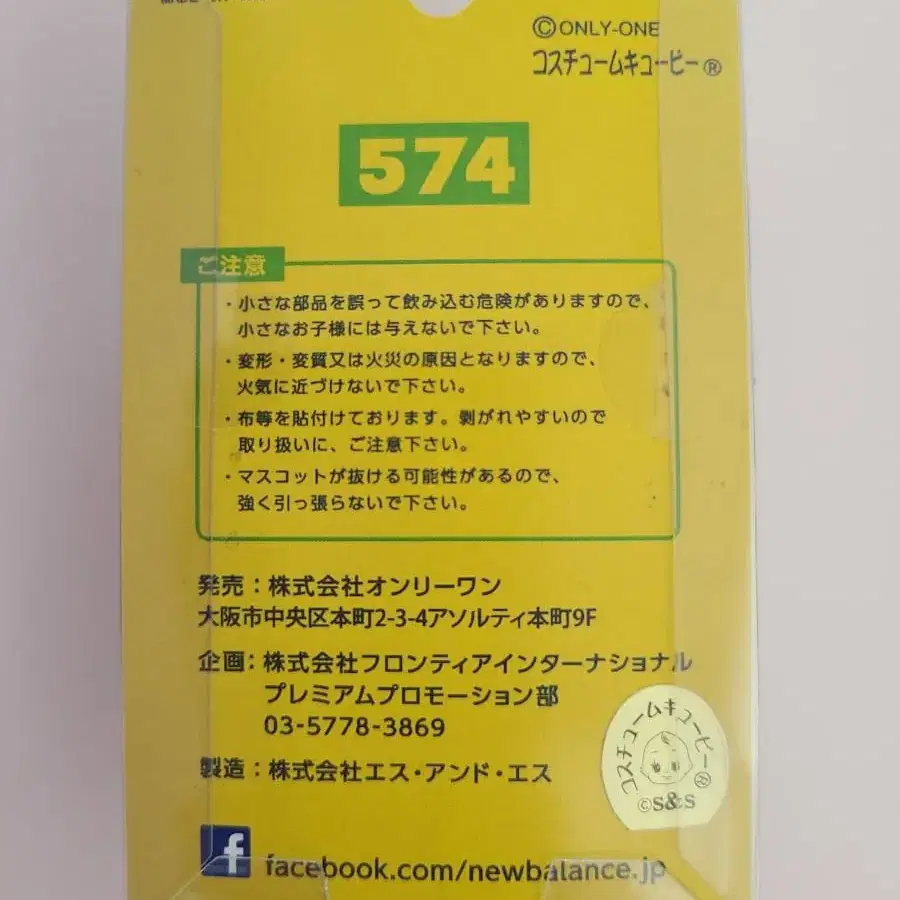 ©ONLY-ONE
コスチュームキューピー®
574
ご注意
・小さな部品を誤って飲み込む危険がありますので、
小さなお子様には与えないで下さい。
・変形・変質又は火災の原因となりますので、
火気に近づけないで下さい。
・布等を貼付けております。剥がれやすいので
取り扱いに、ご注意下さい。
・マスコットが抜ける可能性があるので、
強く引っ張らないで下さい。
発売：株式会社オンリーワン
大阪市中央区本町2-3-4アソルティ本町9F
企画：株式会社フロンティアインターナショナル
プレミアムプロモーション部
03-5778-3869
製造：株式会社エス・アンド・エス
コスチュームキューピー®
©S&S
f facebook.com/newbalance.jp